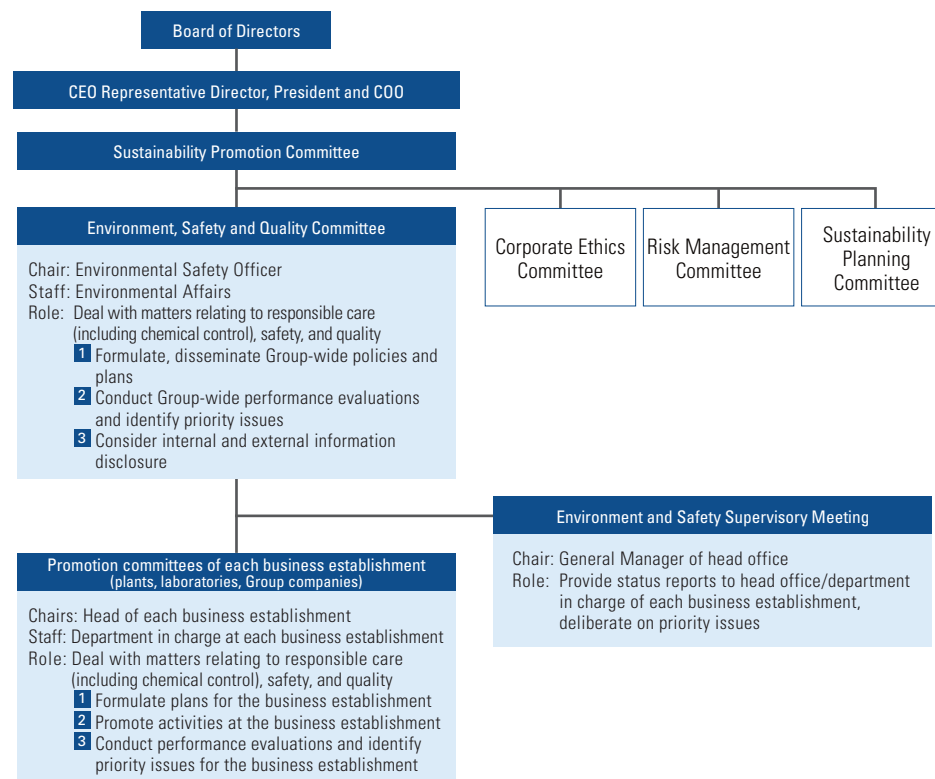 Board of Directors
CEO Representative Director, President and COO
Sustainability Promotion Committee
Environment, Safety and Quality Committee
Chair: Environmental Safety Officer
Staff: Environmental Affairs
Role: Deal with matters relating to responsible care
(including chemical control), safety, and quality
1 Formulate, disseminate Group-wide policies and
plans
2 Conduct Group-wide performance evaluations
and identify priority issues
3 Consider internal and external information
disclosure
Corporate Ethics
Committee
Risk Management
Committee
Sustainability
Planning
Committee
Environment and Safety Supervisory Meeting
Chair: General Manager of head office
Role: Provide status reports to head office/department
in charge of each business establishment,
deliberate on priority issues
Promotion committees of each business establishment
(plants, laboratories, Group companies)
Chairs: Head of each business establishment
Staff: Department in charge at each business establishment
Role: Deal with matters relating to responsible care
(including chemical control), safety, and quality
1 Formulate plans for the business establishment
2 Promote activities at the business establishment
3 Conduct performance evaluations and identify
priority issues for the business establishment